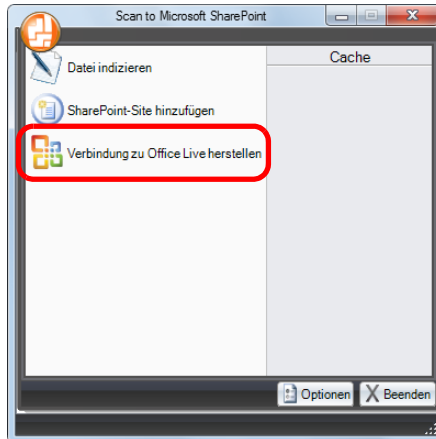 Scan to Microsoft SharePoint
Datei indizieren
Cache
SharePoint-Site hinzufügen
Verbindung zu Office Live herstellen
Optionen
Beenden